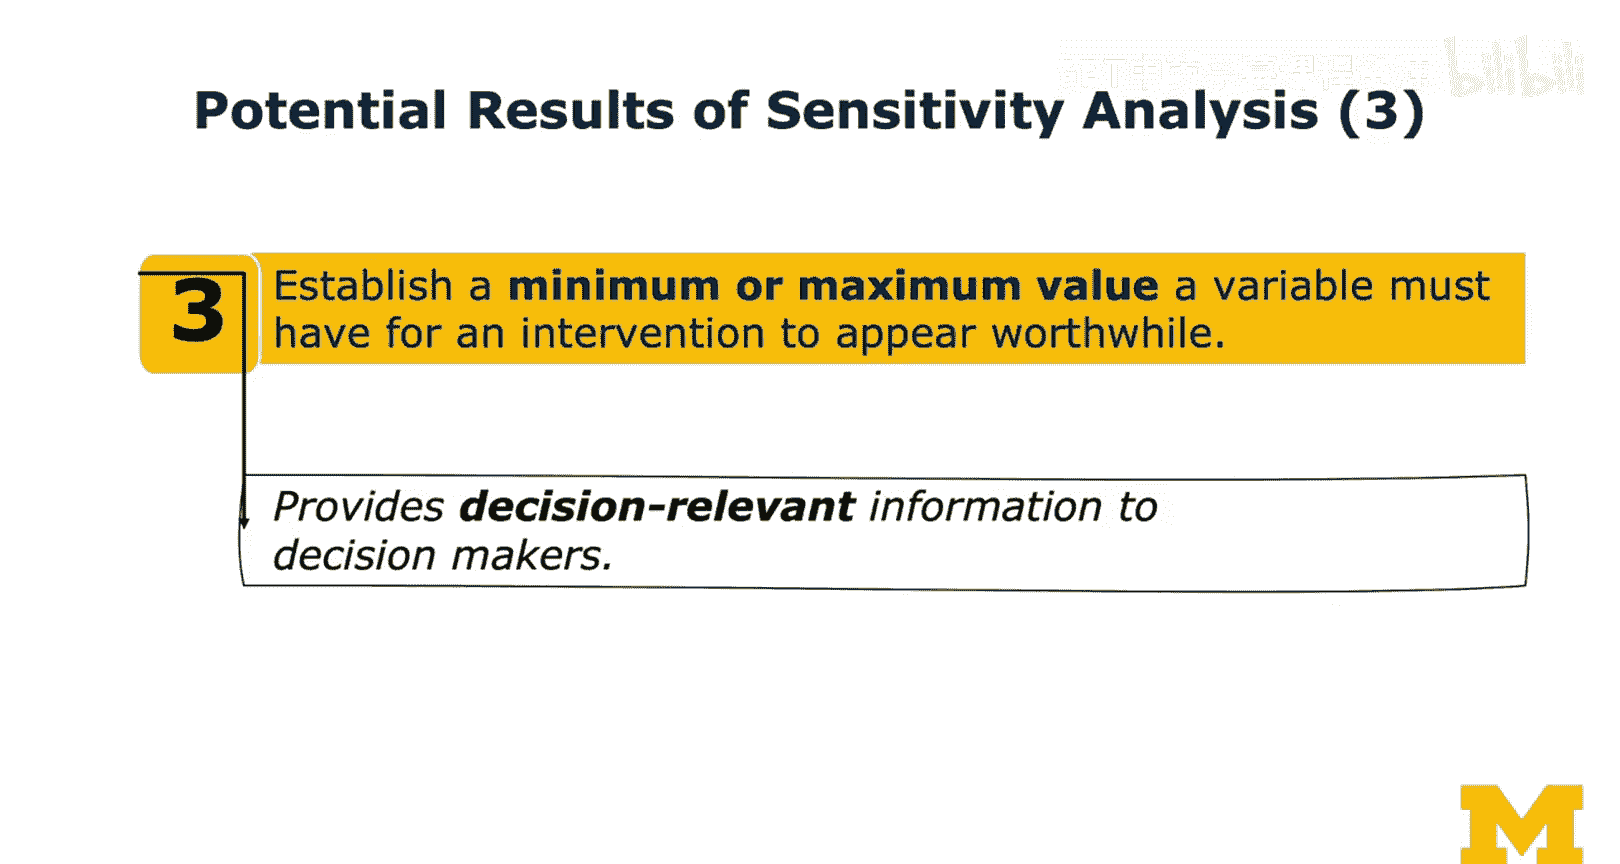 bilibili
Potential Results of Sensitivity Analysis (3)
3
Establish a minimum or maximum value a variable must
have for an intervention to appear worthwhile.
Provides decision-relevant information to
decision makers.
M